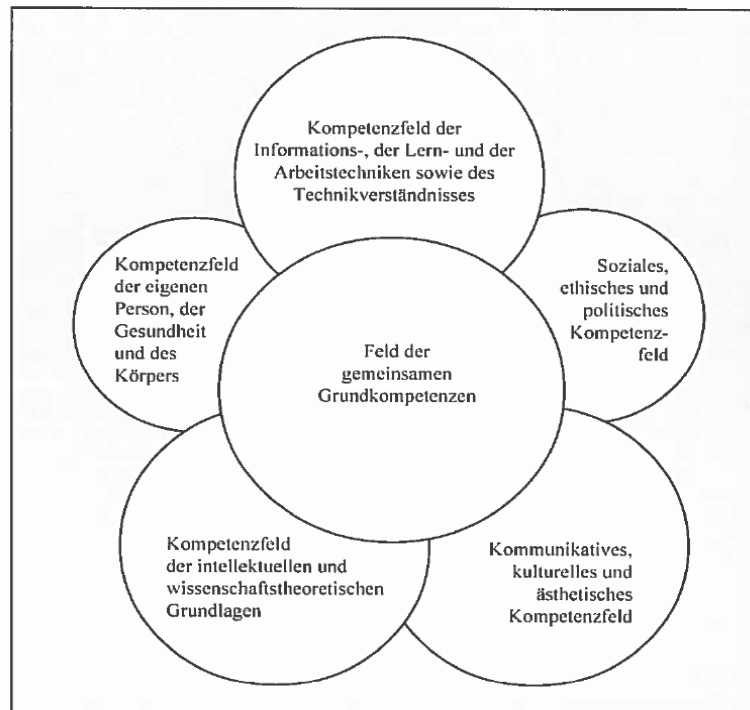 Kompetenzfeld der
Informations-, der Lern- und der
Arbeitstechniken sowie des
Technikverständnisses
Kompetenzfeld
der eigenen
Person, der
Gesundheit
und des
Körpers
Soziales,
ethisches und
politisches
Kompetenz-
feld
Feld der
gemeinsamen
Grundkompetenzen
Kompetenzfeld
der intellektuellen und
wissenschaftstheoretischen
Grundlagen
Kommunikatives,
kulturelles und
ästhetisches
Kompetenzfeld